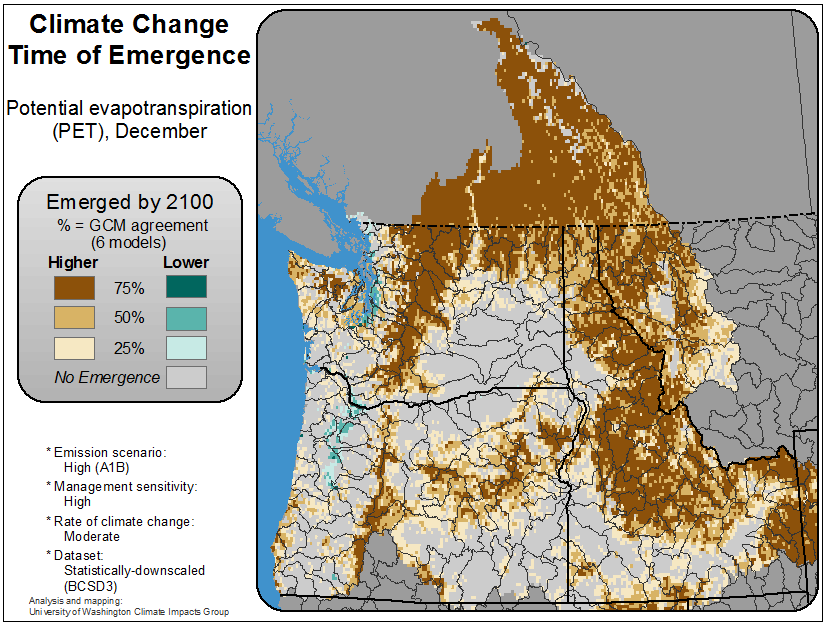 Climate Change
Time of Emergence
Potential evapotranspiration
(PET), December
Emerged by 2100
% = GCM agreement
(6 models)
Higher Lower
75%
50%
25%
No Emergence
* Emission scenario:
High (A1B)
* Management sensitivity:
High
* Rate of climate change:
Moderate
* Dataset:
Statistically-downscaled
(BCSD3)
Analysis and mapping:
University of Washington Climate Impacts Group